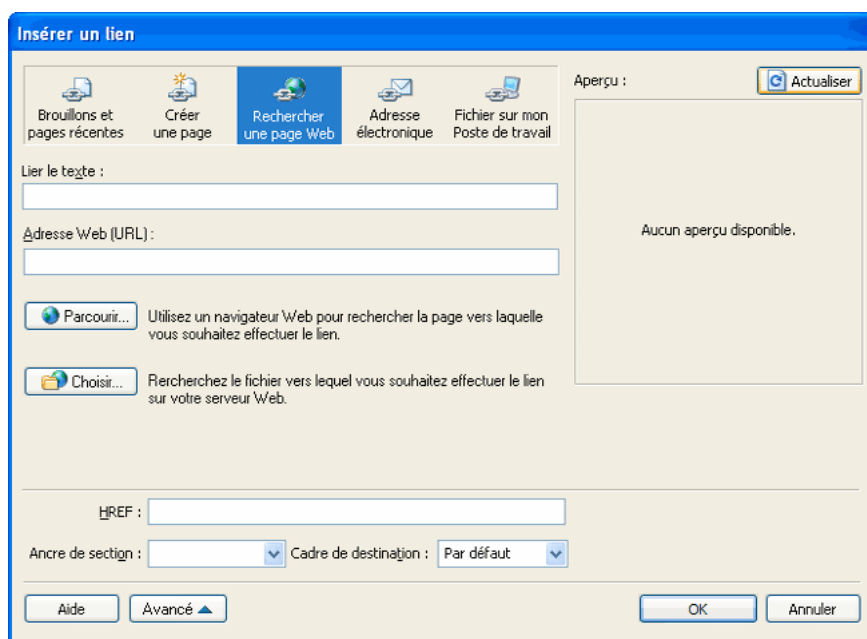 Insérer un lien
Brouillons et
pages récentes
Créer
une page
Rechercher
une page Web
Adresse
électronique
Fichier sur mon
Poste de travail
Aperçu :
Actualiser
Lier le texte :
Aucun aperçu disponible.
Adresse Web (URL) :
Parcourir...
Utilisez un navigateur Web pour rechercher la page vers laquelle
vous souhaitez effectuer le lien.
Choisir...
Rercherchez le fichier vers lequel vous souhaitez effectuer le lien
sur votre serveur Web.
HREF :
Ancre de section :
Cadre de destination :
Par défaut
Aide
Avancé
OK
Annuler